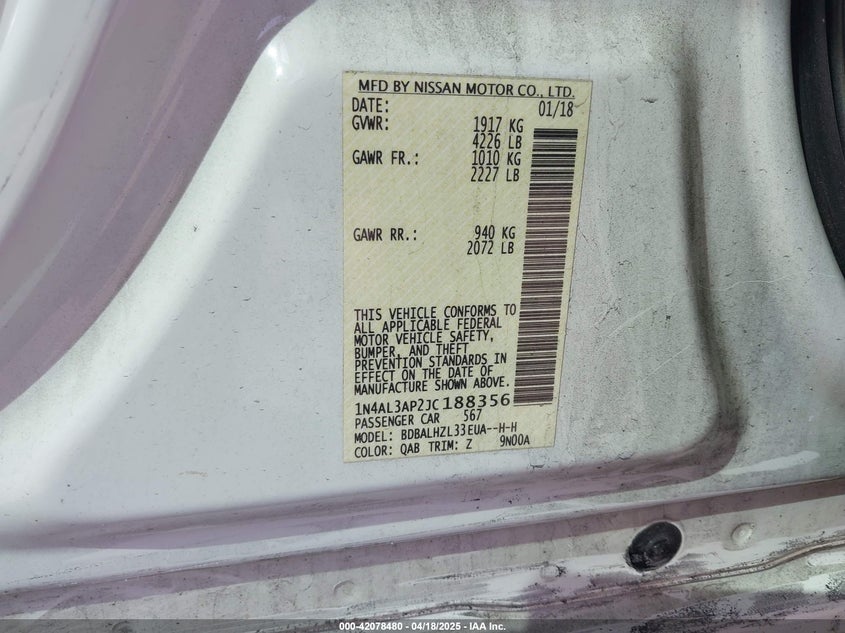 MFD BY NISSAN MOTOR CO., LTD.
DATE: 01/18
GVWR: 1917 KG
4226 LB
GAWR FR.: 1010 KG
2227 LB
GAWR RR.: 940 KG
2072 LB
THIS VEHICLE CONFORMS TO
ALL APPLICABLE FEDERAL
MOTOR VEHICLE SAFETY,
BUMPER, AND THEFT
PREVENTION STANDARDS IN
EFFECT ON THE DATE OF
MANUFACTURE SHOWN ABOVE.
1N4AL3AP2JC188356
PASSENGER CAR 567
MODEL: BDBALHZL33EUA--H-H
COLOR: QAB TRIM: Z 9N00A
000-42078480 - 04/18/2025 - IAA Inc.